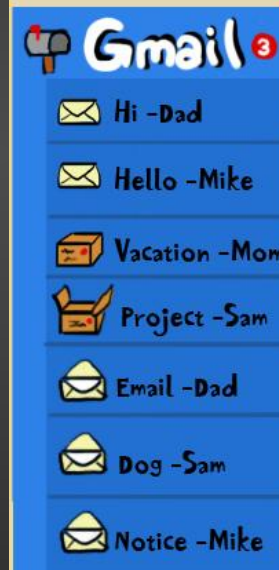 Gmail 3
Hi -Dad
Hello -Mike
Vacation -Mom
Project -Sam
Email -Dad
Dog -Sam
Notice -Mike